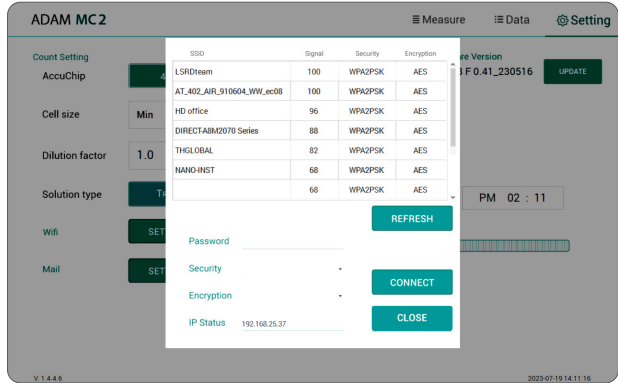 ADAM MC2 Measure Data Setting
Count Setting
AccuChip 4
Cell size Min
Dilution factor 1.0
Solution type
Wifi SET
Mail SET
SSID Signal Security Encryption
LSRDteam 100 WPA2PSK AES
AT_402_AIR_910604_WW_ec08 100 WPA2PSK AES
HD office 96 WPA2PSK AES
DIRECT-A8M2070 Series 88 WPA2PSK AES
THGLOBAL 82 WPA2PSK AES
NANO-INST 68 WPA2PSK AES
68 WPA2PSK AES
REFRESH
Password
Security
CONNECT
Encryption
IP Status 192.168.25.37
CLOSE
re Version
F 0.41_230516 UPDATE
PM 02 : 11
V. 1.4.4.6 2023-07-19 14:11:16